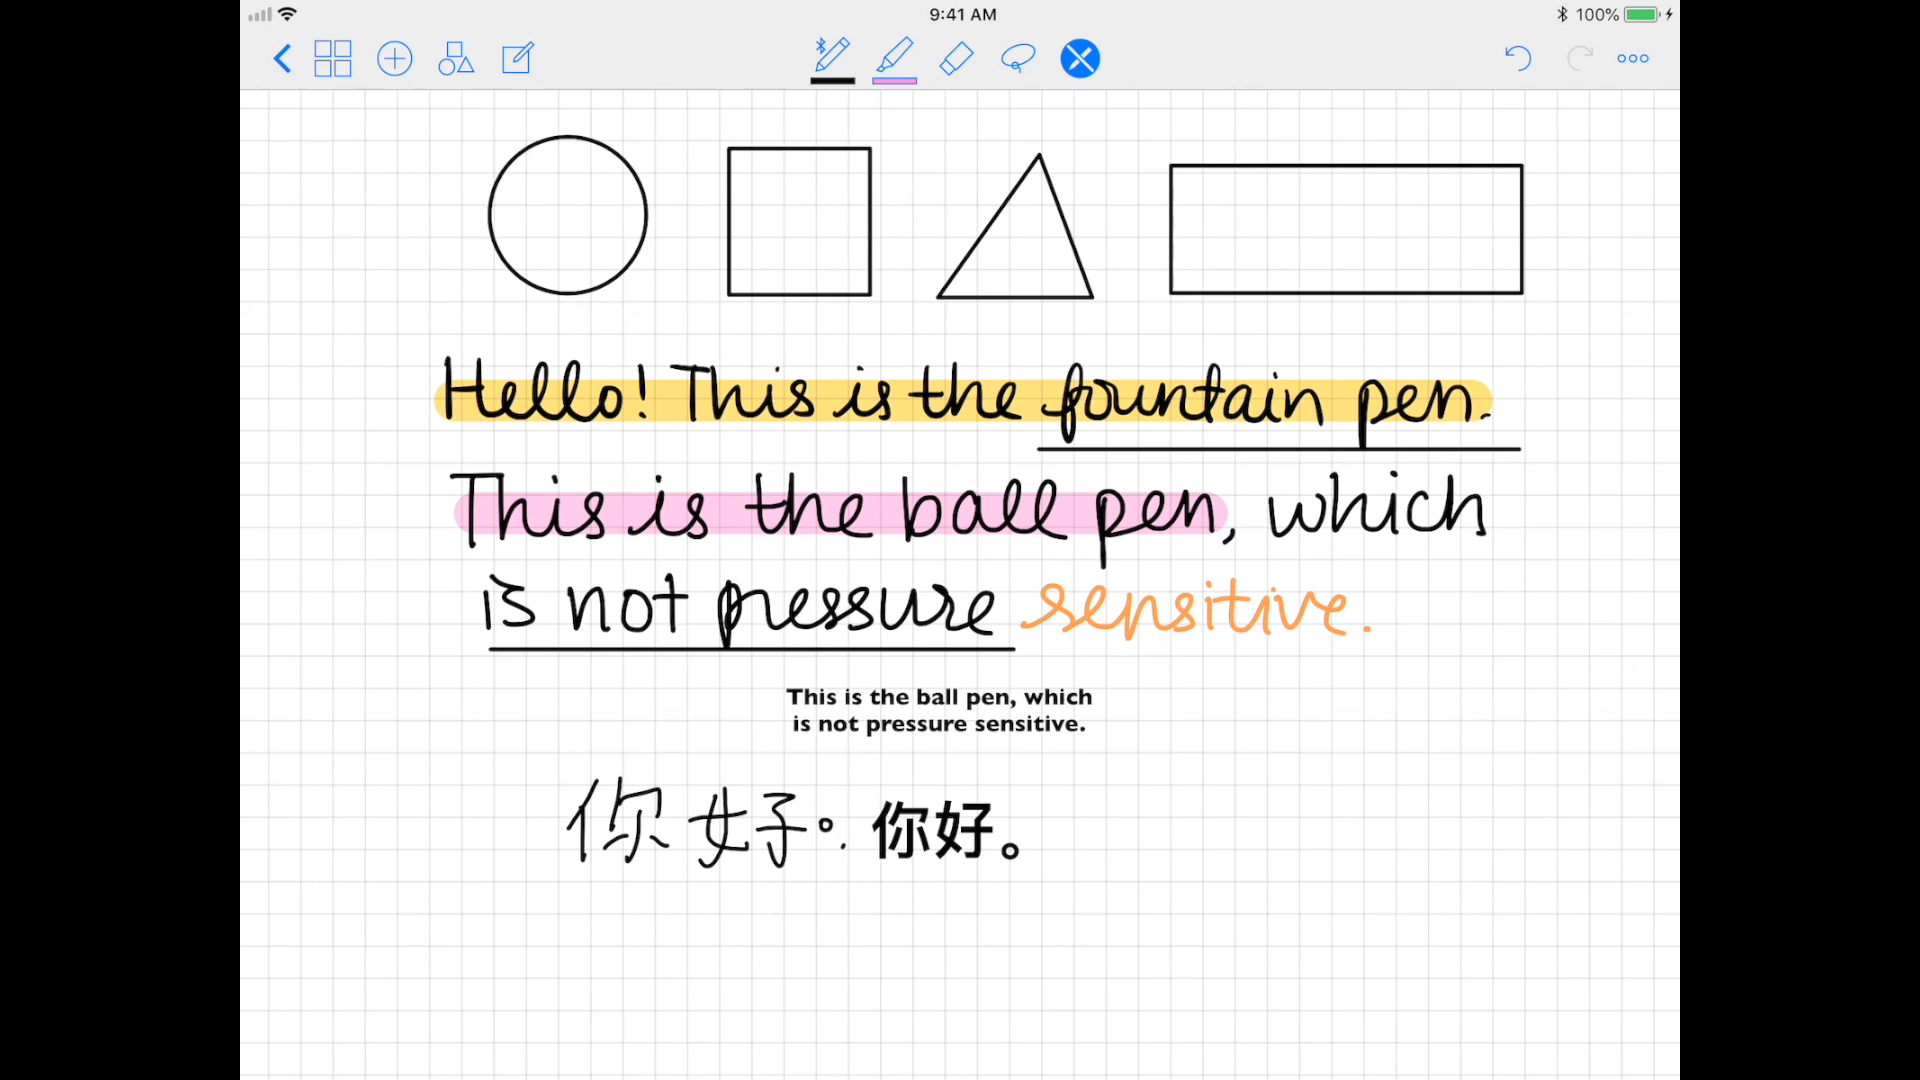 9:41 AM
100%
Hello! This is the fountain pen.
This is the ball pen, which
is not pressure sensitive.
This is the ball pen, which
is not pressure sensitive.
你好。 你好。